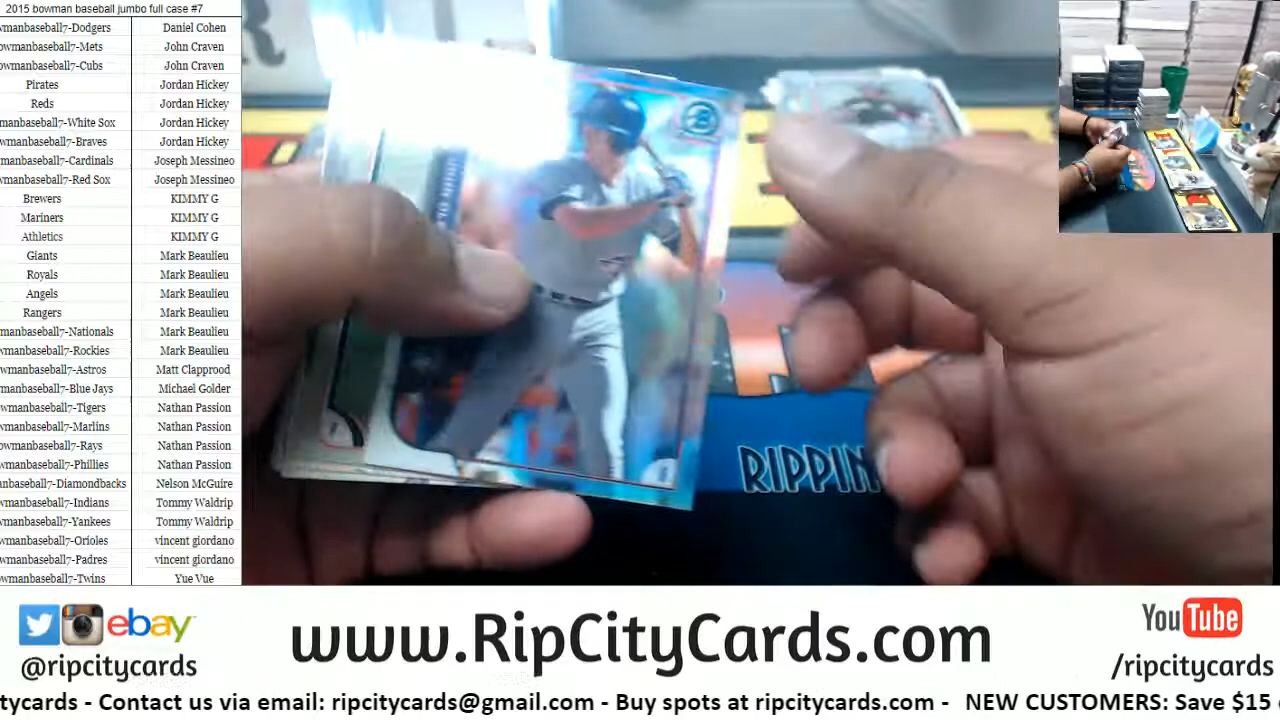 2015 bowman baseball jumbo full case #7
wmanbaseball7-Dodgers Daniel Cohen
owmanbaseball7-Mets John Craven
owmanbaseball7-Cubs John Craven
Pirates Jordan Hickey
Reds Jordan Hickey
manbaseball7-White Sox Jordan Hickey
manbaseball7-Braves Jordan Hickey
manbaseball7-Cardinals Joseph Messineo
wmanbaseball7-Red Sox Joseph Messineo
Brewers KIMMY G
Mariners KIMMY G
Athletics KIMMY G
Giants Mark Beaulieu
Royals Mark Beaulieu
Angels Mark Beaulieu
Rangers Mark Beaulieu
manbaseball7-Nationals Mark Beaulieu
wmanbaseball7-Rockies Mark Beaulieu
wmanbaseball7-Astros Matt Clapprood
manbaseball7-Blue Jays Michael Golder
wmanbaseball7-Tigers Nathan Passion
wmanbaseball7-Marlins Nathan Passion
owmanbaseball7-Rays Nathan Passion
wmanbaseball7-Phillies Nathan Passion
anbaseball7-Diamondbacks Nelson McGuire
wmanbaseball7-Indians Tommy Waldrip
wmanbaseball7-Yankees Tommy Waldrip
wmanbaseball7-Orioles vincent giordano
wmanbaseball7-Padres vincent giordano
wmanbaseball7-Twins Yue Vue
RIPPIN
ebay
@ripcitycards
www.RipCityCards.com
YouTube
/ripcitycards
itycards - Contact us via email: ripcitycards@gmail.com - Buy spots at ripcitycards.com - NEW CUSTOMERS: Save $15